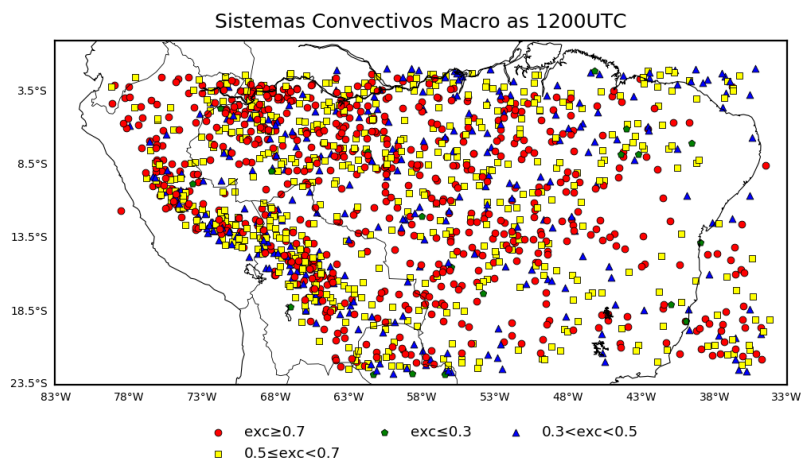 Sistemas Convectivos Macro as 1200UTC
3.5°S
8.5°S
13.5°S
18.5°S
23.5°S
83°W 78°W 73°W 68°W 63°W 58°W 53°W 48°W 43°W 38°W 33°W
exc≥0.7 exc≤0.3 0.3<exc<0.5
0.5≤exc<0.7